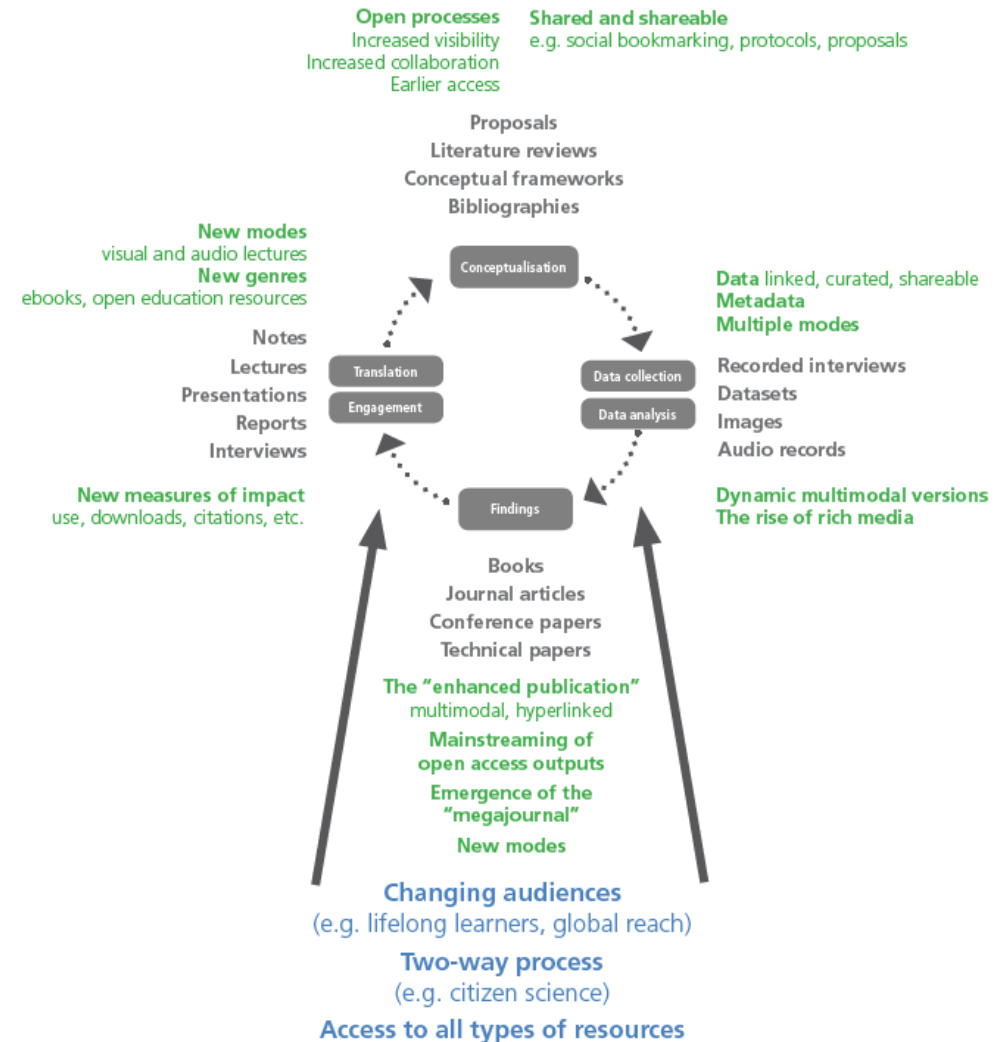 Open processes
Increased visibility
Increased collaboration
Earlier access
Shared and shareable
e.g. social bookmarking, protocols, proposals
Proposals
Literature reviews
Conceptual frameworks
Bibliographies
New modes
visual and audio lectures
New genres
ebooks, open education resources
Notes
Lectures
Presentations
Reports
Interviews
New measures of impact
use, downloads, citations, etc.
Conceptualisation
Translation
Engagement
Data collection
Data analysis
Findings
Data linked, curated, shareable
Metadata
Multiple modes
Recorded interviews
Datasets
Images
Audio records
Dynamic multimodal versions
The rise of rich media
Books
Journal articles
Conference papers
Technical papers
The “enhanced publication”
multimodal, hyperlinked
Mainstreaming of
open access outputs
Emergence of the
“megajournal”
New modes
Changing audiences
(e.g. lifelong learners, global reach)
Two-way process
(e.g. citizen science)
Access to all types of resources